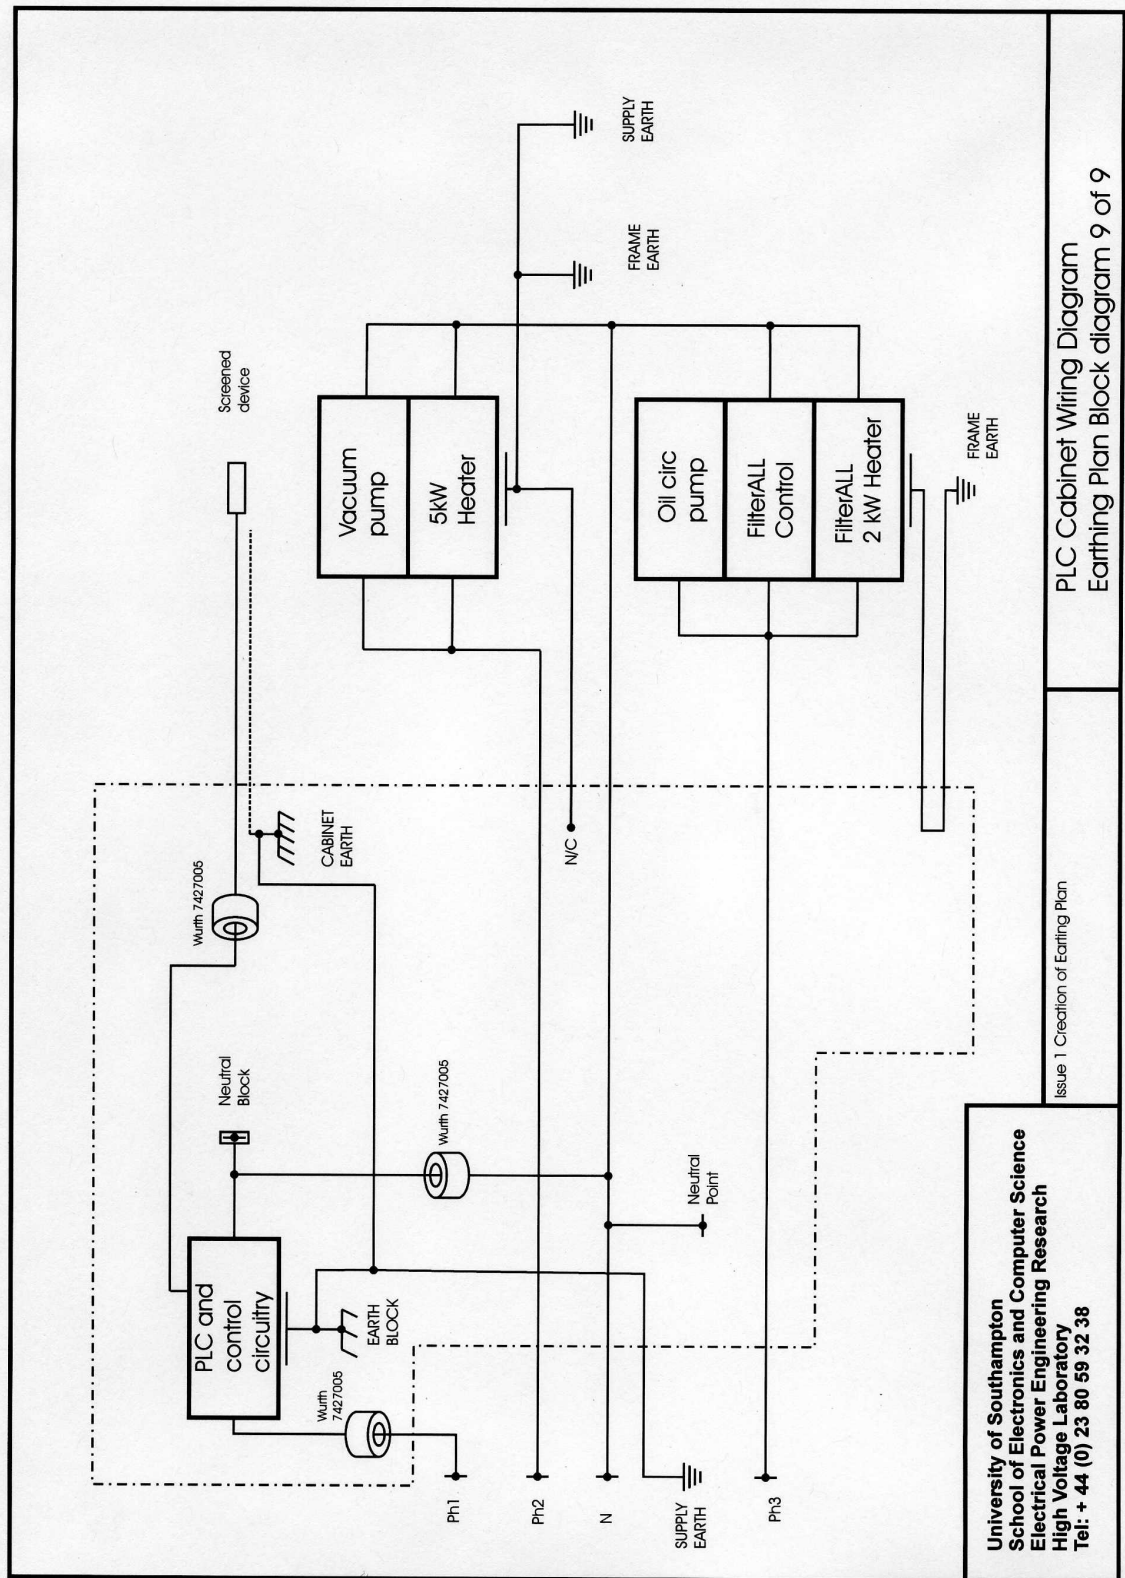 Screened
device
Wurth 7427005
Neutral
Block
PLC and
control
circuitry
Wurth
7427005
CABINET
EARTH
EARTH
BLOCK
Wurth 7427005
Vacuum
pump
5kW
Heater
SUPPLY
EARTH
FRAME
EARTH
N/C
Ph1
Ph2
N
SUPPLY
EARTH
Ph3
Neutral
Point
Oil circ
pump
FilterALL
Control
FilterALL
2 kW Heater
FRAME
EARTH
University of Southampton
School of Electronics and Computer Science
Electrical Power Engineering Research
High Voltage Laboratory
Tel: + 44 (0) 23 80 59 32 38
Issue 1 Creation of Earting Plan
PLC Cabinet Wiring Diagram
Earthing Plan Block diagram 9 of 9